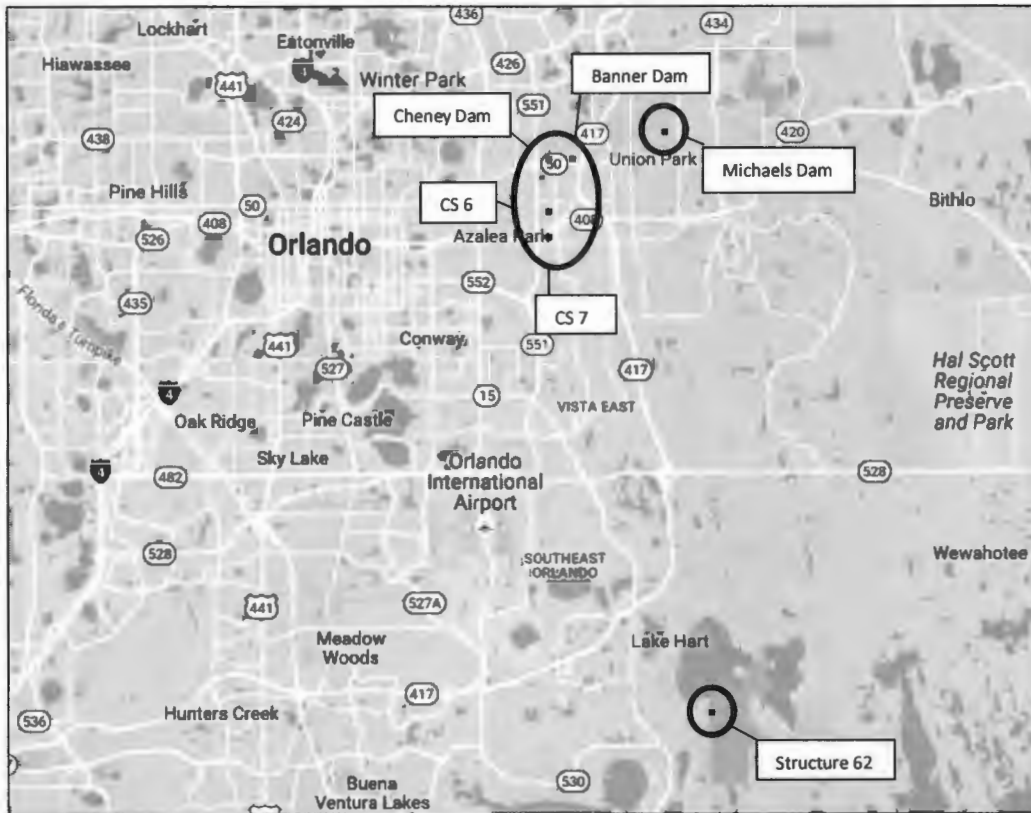 436
434
Lockhart
Eatonville
Hiawassee
4
441
Winter Park
426
Banner Dam
Cheney Dam
551
424
417
420
438
50
Union Park
Michaels Dam
Pine Hills
CS 6
50
408
408
Bithlo
526
Orlando
Azalea Park
552
435
CS 7
Florida's Turnpike
441
Conway
551
527
417
Hal Scott
Regional
Preserve
and Park
4
15
VISTA EAST
Oak Ridge
Pine Castle
Sky Lake
4
482
Orlando
International
Airport
528
528
SOUTHEAST
ORLANDO
Wewahotee
441
527A
Meadow
Woods
Lake Hart
417
Hunters Creek
536
Structure 62
530
Buena
Ventura Lakes